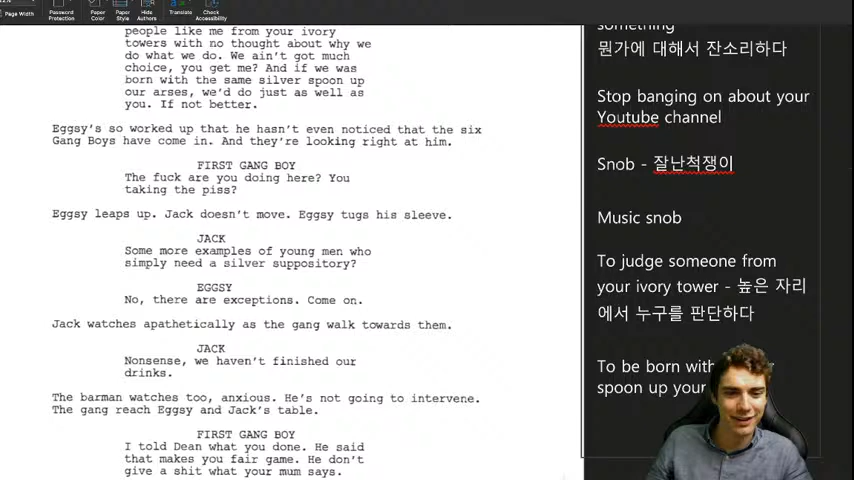 Page Width
Password
Protection
Paper
Color
Paper
Style
Hide
Authors
Translate
Check
Accessibility
people like me from your ivory
towers with no thought about why we
do what we do. We ain't got much
choice, you get me? And if we was
born with the same silver spoon up
our arses, we'd do just as well as
you. If not better.
Eggsy's so worked up that he hasn't even noticed that the six
Gang Boys have come in. And they're looking right at him.
FIRST GANG BOY
The fuck are you doing here? You
taking the piss?
Eggsy leaps up. Jack doesn't move. Eggsy tugs his sleeve.
JACK
Some more examples of young men who
simply need a silver suppository?
EGGSY
No, there are exceptions. Come on.
Jack watches apathetically as the gang walk towards them.
JACK
Nonsense, we haven't finished our
drinks.
The barman watches too, anxious. He's not going to intervene.
The gang reach Eggsy and Jack's table.
FIRST GANG BOY
I told Dean what you done. He said
that makes you fair game. He don't
give a shit what your mum says.
something
뭔가에 대해서 잔소리하다
Stop banging on about your
Youtube channel
Snob - 잘난척쟁이
Music snob
To judge someone from
your ivory tower - 높은 자리
에서 누구를 판단하다
To be born with
spoon up your